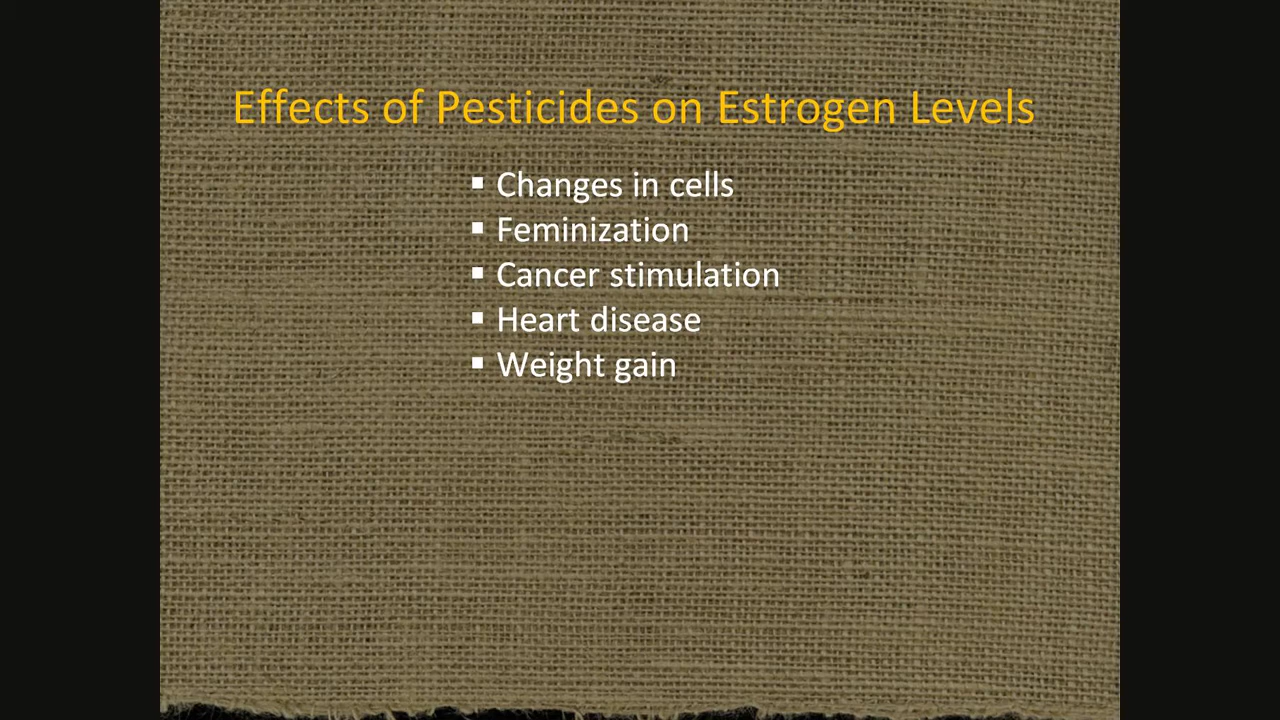 Effects of Pesticides on Estrogen Levels
▪ Changes in cells
▪ Feminization
▪ Cancer stimulation
▪ Heart disease
▪ Weight gain